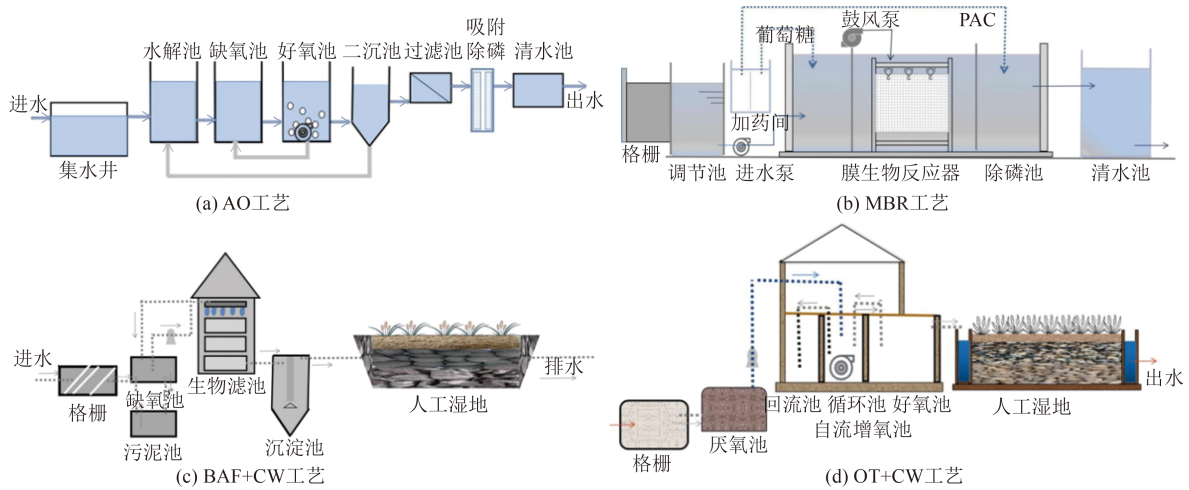 水解池 缺氧池 好氧池 二沉池 过滤池 吸附除磷 清水池
进水
出水
集水井
(a) AO工艺
葡萄糖
鼓风泵
PAC
加药间
格栅
调节池 进水泵 膜生物反应器 除磷池 清水池
(b) MBR工艺
进水
格栅
缺氧池
污泥池
生物滤池
沉淀池
人工湿地
排水
(c) BAF+CW工艺
格栅
厌氧池
回流池 循环池 好氧池
自流增氧池
人工湿地
出水
(d) OT+CW工艺